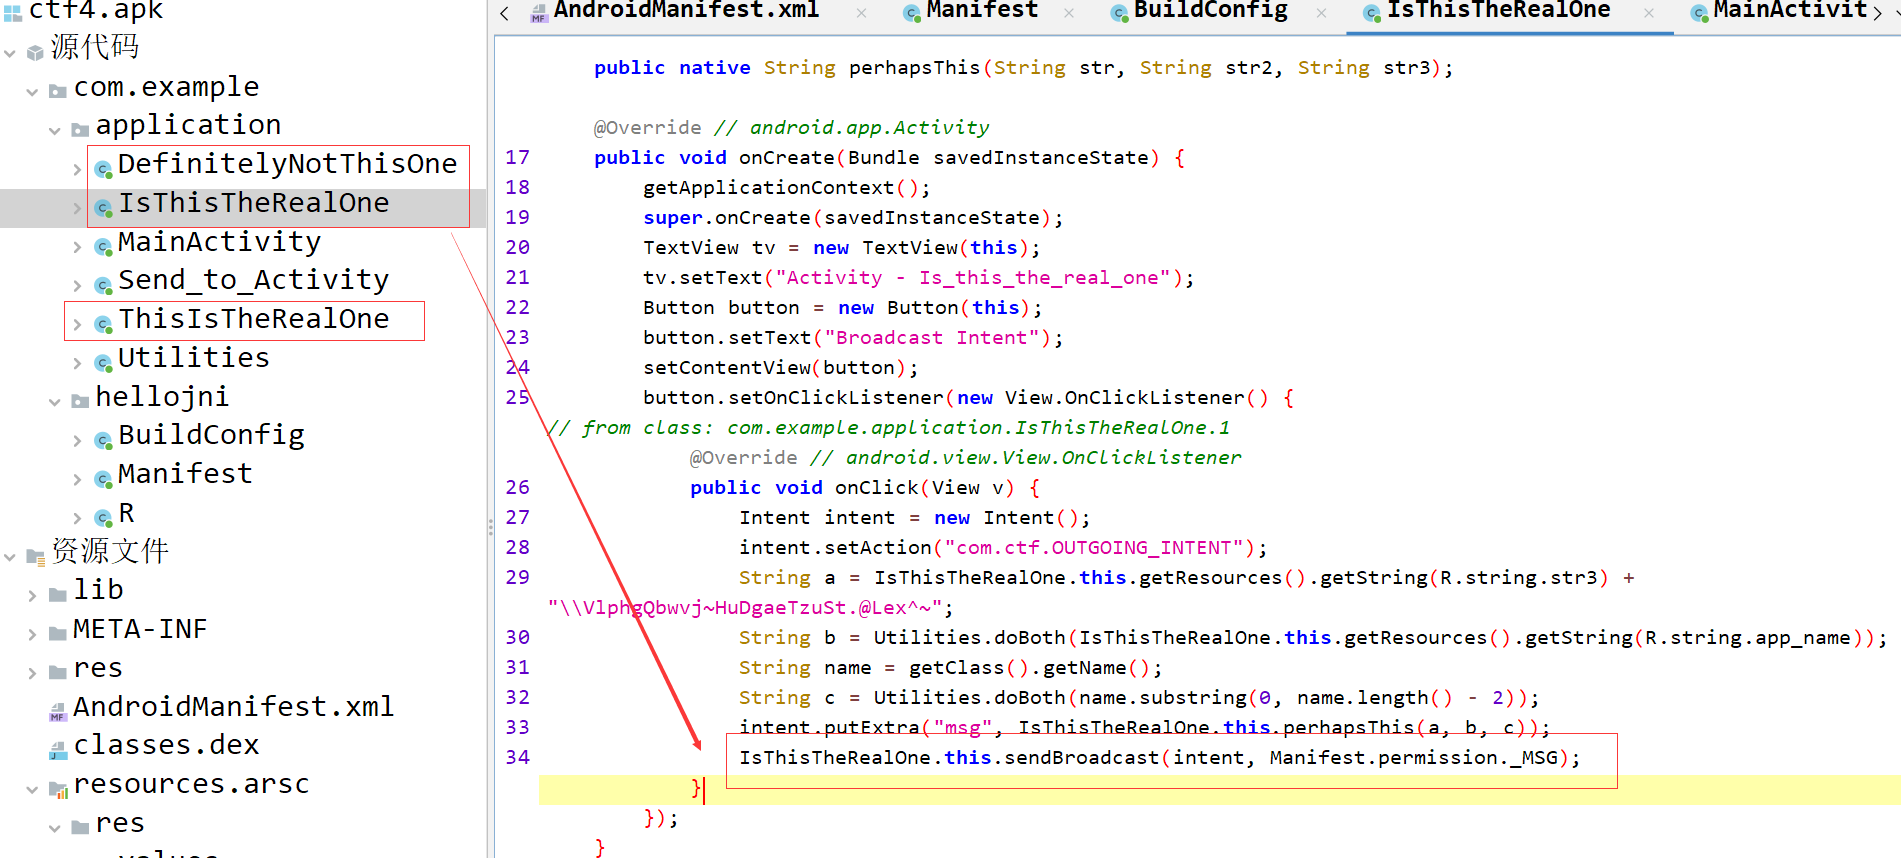 ctf4.apk
源代码
com.example
application
DefinitelyNotThisOne
IsThisTheRealOne
MainActivity
Send_to_Activity
ThisIsTheRealOne
Utilities
hellojni
BuildConfig
Manifest
R
资源文件
lib
META-INF
res
AndroidManifest.xml
classes.dex
resources.arsc
res
values
AndroidManifest.xml
Manifest
BuildConfig
IsThisTheRealOne
MainActivit
public native String perhapsThis(String str, String str2, String str3);
@Override // android.app.Activity
17 public void onCreate(Bundle savedInstanceState) {
18 getApplicationContext();
19 super.onCreate(savedInstanceState);
20 TextView tv = new TextView(this);
21 tv.setText("Activity - Is_this_the_real_one");
22 Button button = new Button(this);
23 button.setText("Broadcast Intent");
24 setContentView(button);
25 button.setOnClickListener(new View.OnClickListener() {
// from class: com.example.application.IsThisTheRealOne.1
@Override // android.view.View.OnClickListener
26 public void onClick(View v) {
27 Intent intent = new Intent();
28 intent.setAction("com.ctf.OUTGOING_INTENT");
29 String a = IsThisTheRealOne.this.getResources().getString(R.string.str3) +
"\\VlphgQbwvj~HuDgaeTzuSt.@Lex^~";
30 String b = Utilities.doBoth(IsThisTheRealOne.this.getResources().getString(R.string.app_name));
31 String name = getClass().getName();
32 String c = Utilities.doBoth(name.substring(0, name.length() - 2));
33 intent.putExtra("msg", IsThisTheRealOne.this.perhapsThis(a, b, c));
34 IsThisTheRealOne.this.sendBroadcast(intent, Manifest.permission._MSG);
}
});
}